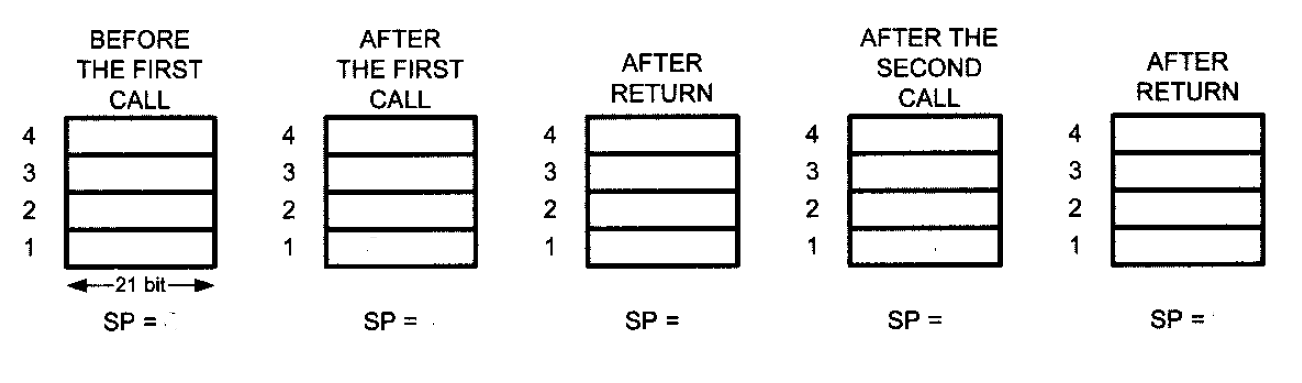 BEFORE
THE FIRST
CALL
4
3
2
1
21 bit
SP =
AFTER
THE FIRST
CALL
4
3
2
1
SP =
AFTER
RETURN
4
3
2
1
SP =
AFTER THE
SECOND
CALL
4
3
2
1
SP =
AFTER
RETURN
4
3
2
1
SP =